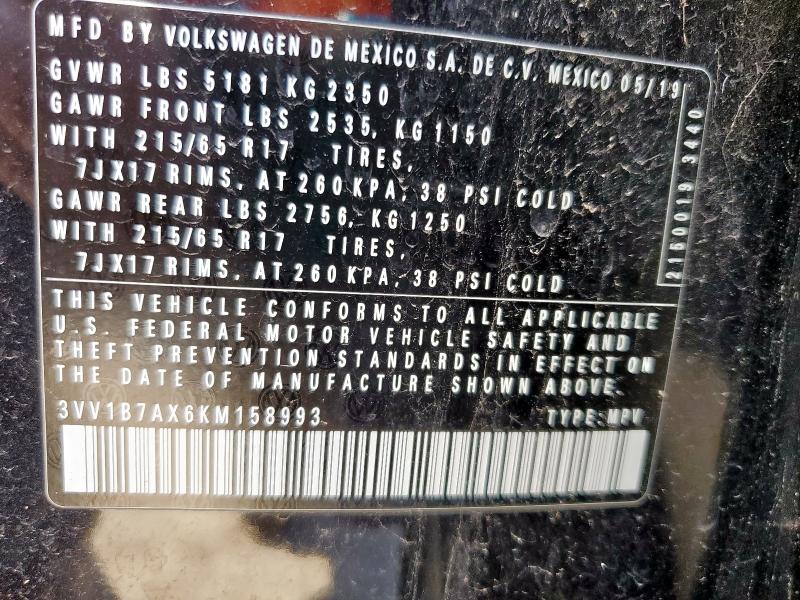 MFD BY VOLKSWAGEN DE MEXICO S.A. DE C.V. MEXICO 05/19
GVWR LBS 5181 KG 2350
GAWR FRONT LBS 2535, KG 1150
WITH 215/65 R17 TIRES,
7JX17 RIMS, AT 260 KPA, 38 PSI COLD
GAWR REAR LBS 2756, KG 1250
WITH 215/65 R17 TIRES,
7JX17 RIMS, AT 260 KPA, 38 PSI COLD
2150019 3440
THIS VEHICLE CONFORMS TO ALL APPLICABLE
U.S. FEDERAL MOTOR VEHICLE SAFETY AND
THEFT PREVENTION STANDARDS IN EFFECT ON
THE DATE OF MANUFACTURE SHOWN ABOVE.
3VV1B7AX6KM158993 TYPE: MPV